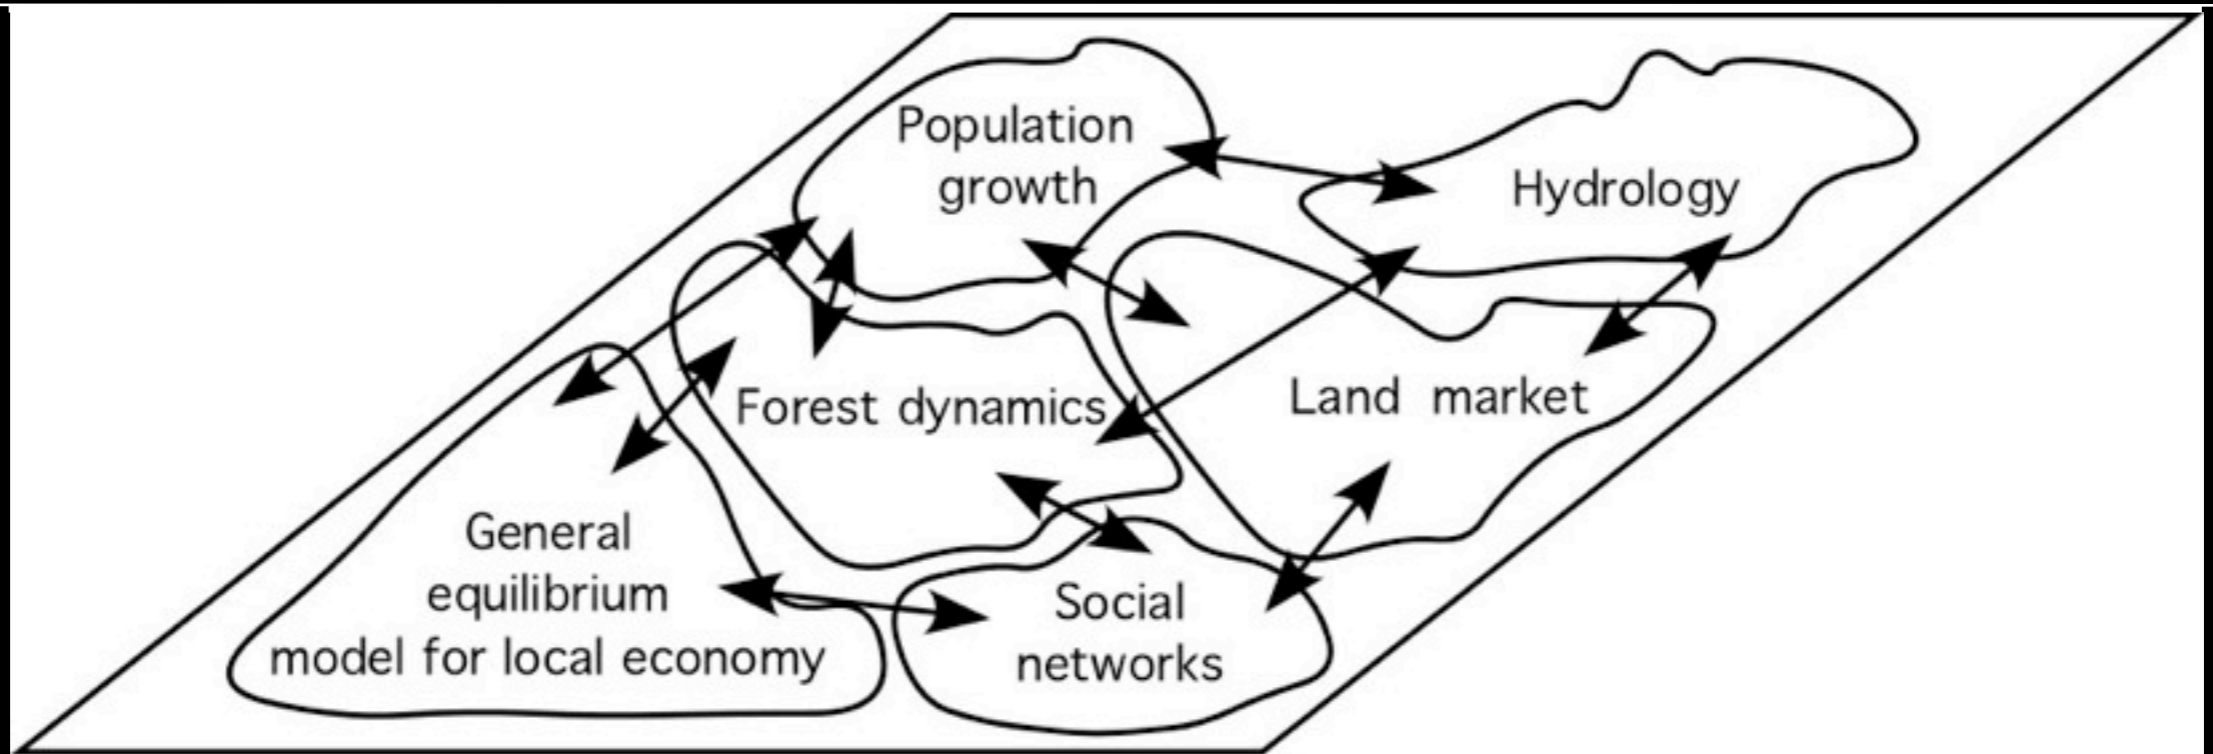 Population
growth
Hydrology
Forest dynamics
Land market
General
equilibrium
model for local economy
Social
networks